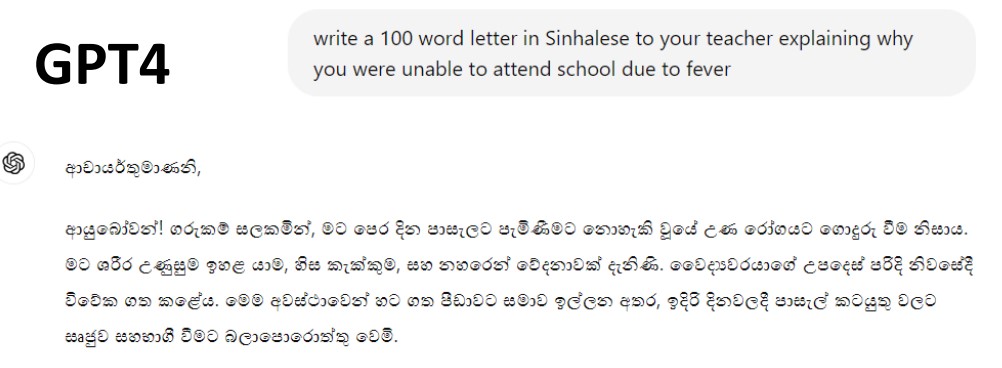 GPT4
write a 100 word letter in Sinhalese to your teacher explaining why
you were unable to attend school due to fever
ආචාර්යතුමාණනි,
ආයුබෝවන්! ගරුකම් සලකමින්, මට පෙර දින පාසැලට පැමිණීමට නොහැකි වූයේ උණ රෝගයට ගොදුරු වීම නිසාය.
මට ශරීර උණුසුම ඉහළ යාම, හිස කැක්කුම, සහ නහරෙන් වේදනාවක් දැනිණි. වෛද්‍යවරයාගේ උපදෙස් පරිදි නිවසේදී
විවේක ගත කළේය. මෙම අවස්ථාවෙන් හට ගත පීඩාවට සමාව ඉල්ලන අතර, ඉදිරි දිනවලදී පාසැල් කටයුතු වලට
සෘජුව සහභාගී වීමට බලාපොරොත්තු වෙමි.